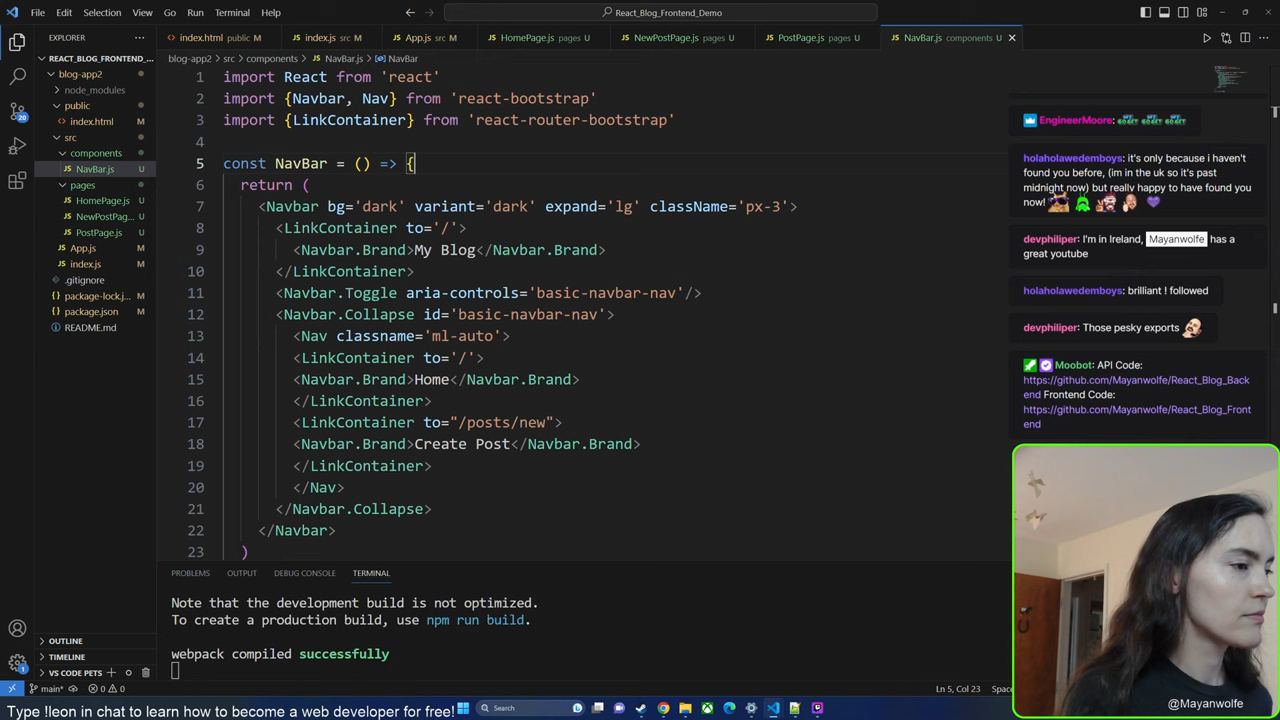 File Edit Selection View Go Run Terminal Help
React_Blog_Frontend_Demo
EXPLORER
index.html public M
index.js src M
App.js src M
HomePage.js pages U
NewPostPage.js pages U
PostPage.js pages U
NavBar.js components U
REACT_BLOG_FRONTEND_...
blog-app2
node_modules
public
index.html M
src
components
NavBar.js U
pages
HomePage.js U
NewPostPag... U
PostPage.js U
App.js M
index.js M
.gitignore
package-lock.j... M
package.json M
README.md
OUTLINE
TIMELINE
VS CODE PETS
blog-app2 > src > components > NavBar.js > NavBar
1 import React from 'react'
2 import {Navbar, Nav} from 'react-bootstrap'
3 import {LinkContainer} from 'react-router-bootstrap'
4
5 const NavBar = () => {
6 return (
7 <Navbar bg='dark' variant='dark' expand='lg' className='px-3'>
8 <LinkContainer to='/'>
9 <Navbar.Brand>My Blog</Navbar.Brand>
10 </LinkContainer>
11 <Navbar.Toggle aria-controls='basic-navbar-nav'/>
12 <Navbar.Collapse id='basic-navbar-nav'>
13 <Nav classname='ml-auto'>
14 <LinkContainer to='/'>
15 <Navbar.Brand>Home</Navbar.Brand>
16 </LinkContainer>
17 <LinkContainer to="/posts/new">
18 <Navbar.Brand>Create Post</Navbar.Brand>
19 </LinkContainer>
20 </Nav>
21 </Navbar.Collapse>
22 </Navbar>
23 )
PROBLEMS OUTPUT DEBUG CONSOLE TERMINAL
Note that the development build is not optimized.
To create a production build, use npm run build.
webpack compiled successfully
EngineerMoore:
holaholawedemboys: it's only because i haven't
found you before, (im in the uk so it's past
midnight now) but really happy to have found you
now!
devphiliper: I'm in Ireland, Mayanwolfe has a
great youtube
holaholawedemboys: brilliant ! followed
devphiliper: Those pesky exports
Moobot: API Code:
https://github.com/Mayanwolfe/React_Blog_Back
end Frontend Code:
https://github.com/Mayanwolfe/React_Blog_Front
end
@Mayanwolfe
main* 0 0
Ln 5, Col 23 Space
Type !leon in chat to learn how to become a web developer for free!
Search